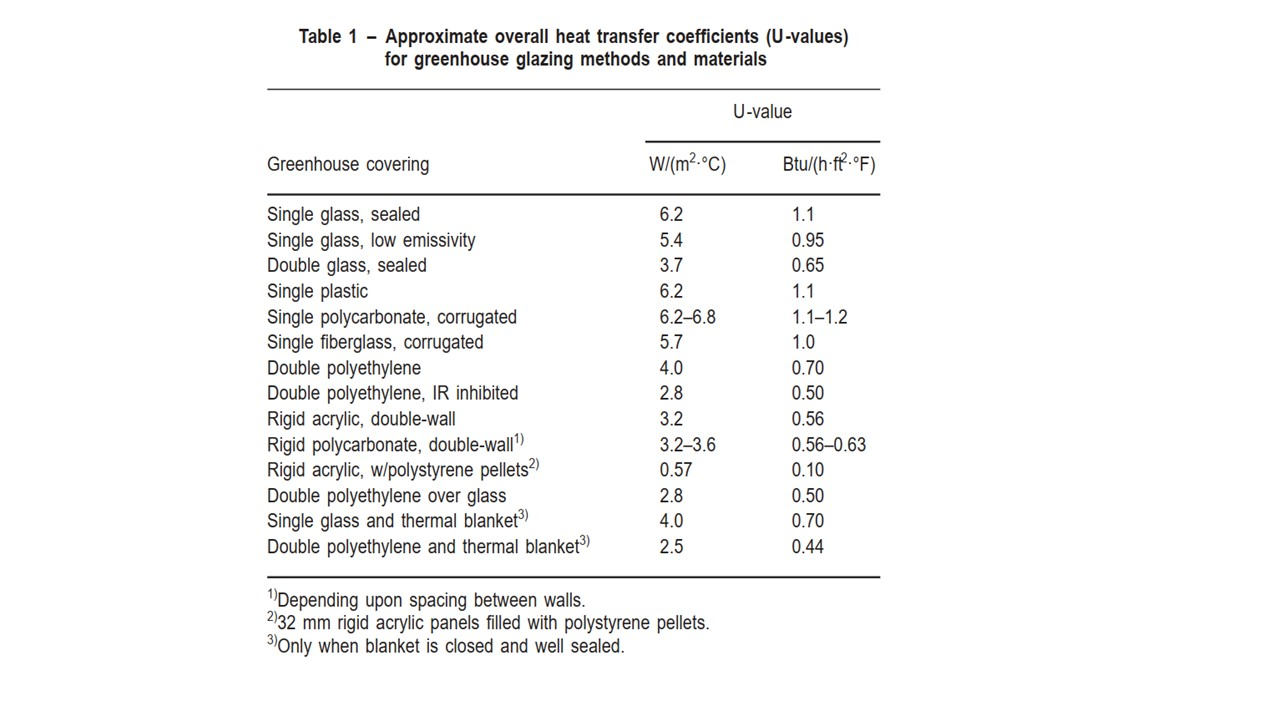 Table 1 – Approximate overall heat transfer coefficients (U-values)
for greenhouse glazing methods and materials
U-value
Greenhouse covering W/(m²·°C) Btu/(h·ft²·°F)
Single glass, sealed 6.2 1.1
Single glass, low emissivity 5.4 0.95
Double glass, sealed 3.7 0.65
Single plastic 6.2 1.1
Single polycarbonate, corrugated 6.2–6.8 1.1–1.2
Single fiberglass, corrugated 5.7 1.0
Double polyethylene 4.0 0.70
Double polyethylene, IR inhibited 2.8 0.50
Rigid acrylic, double-wall 3.2 0.56
Rigid polycarbonate, double-wall¹⁾ 3.2–3.6 0.56–0.63
Rigid acrylic, w/polystyrene pellets²⁾ 0.57 0.10
Double polyethylene over glass 2.8 0.50
Single glass and thermal blanket³⁾ 4.0 0.70
Double polyethylene and thermal blanket³⁾ 2.5 0.44
¹⁾Depending upon spacing between walls.
²⁾32 mm rigid acrylic panels filled with polystyrene pellets.
³⁾Only when blanket is closed and well sealed.